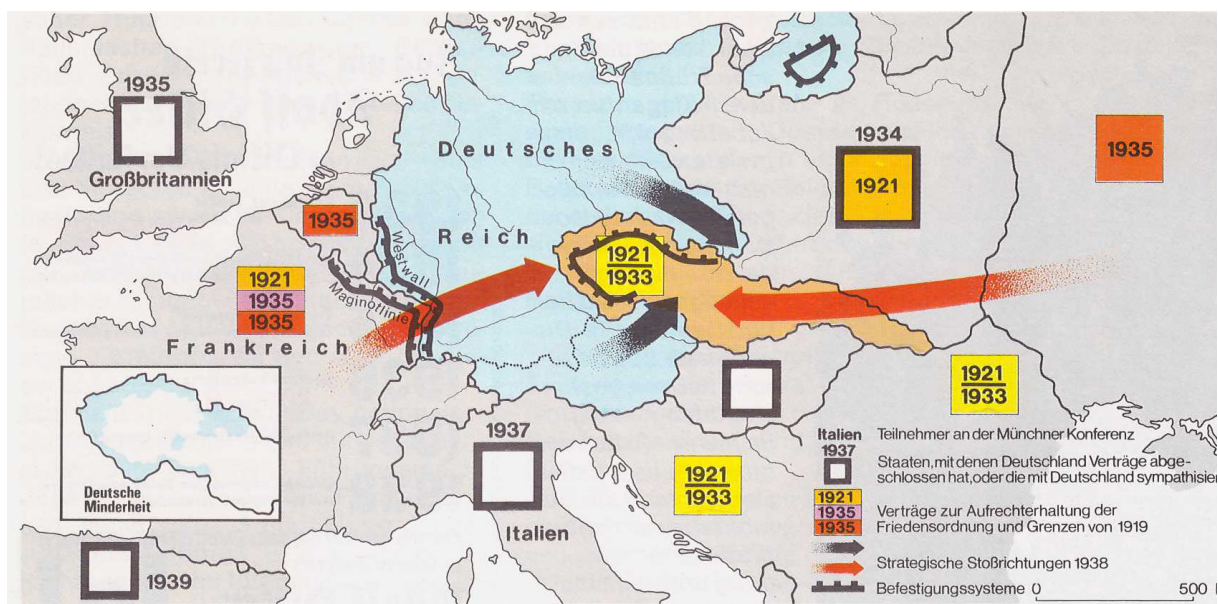 1935
Großbritannien
Deutsches
Reich
1934
1921
1935
1935
Westwall
Maginotlinie
1921
1933
1921
1935
1935
Frankreich
Deutsche
Minderheit
1937
Italien
1921
1933
1921
1933
1939
Italien
1937
Teilnehmer an der Münchner Konferenz
Staaten, mit denen Deutschland Verträge abge-
schlossen hat, oder die mit Deutschland sympathisier
1921
1935
1935
Verträge zur Aufrechterhaltung der
Friedensordnung und Grenzen von 1919
Strategische Stoßrichtungen 1938
Befestigungssysteme
0 500